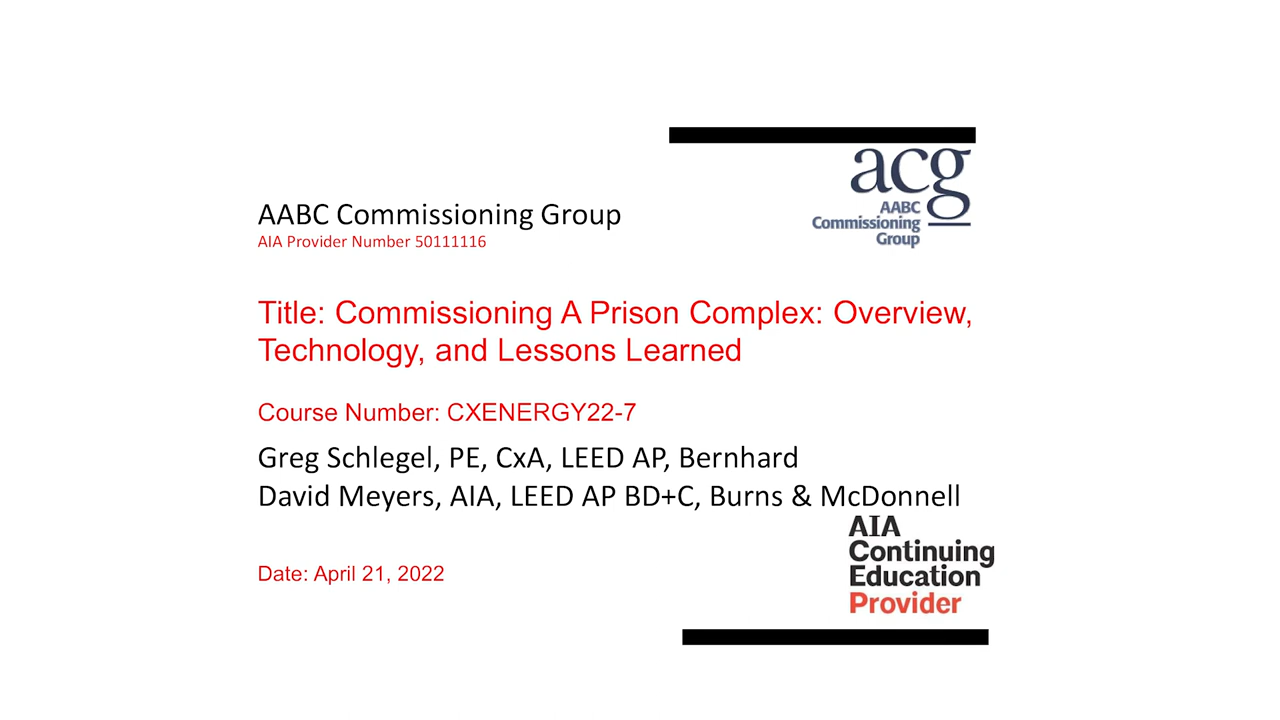 acg
AABC
Commissioning
Group
AABC Commissioning Group
AIA Provider Number 50111116
Title: Commissioning A Prison Complex: Overview,
Technology, and Lessons Learned
Course Number: CXENERGY22-7
Greg Schlegel, PE, CxA, LEED AP, Bernhard
David Meyers, AIA, LEED AP BD+C, Burns & McDonnell
AIA
Continuing
Education
Provider
Date: April 21, 2022